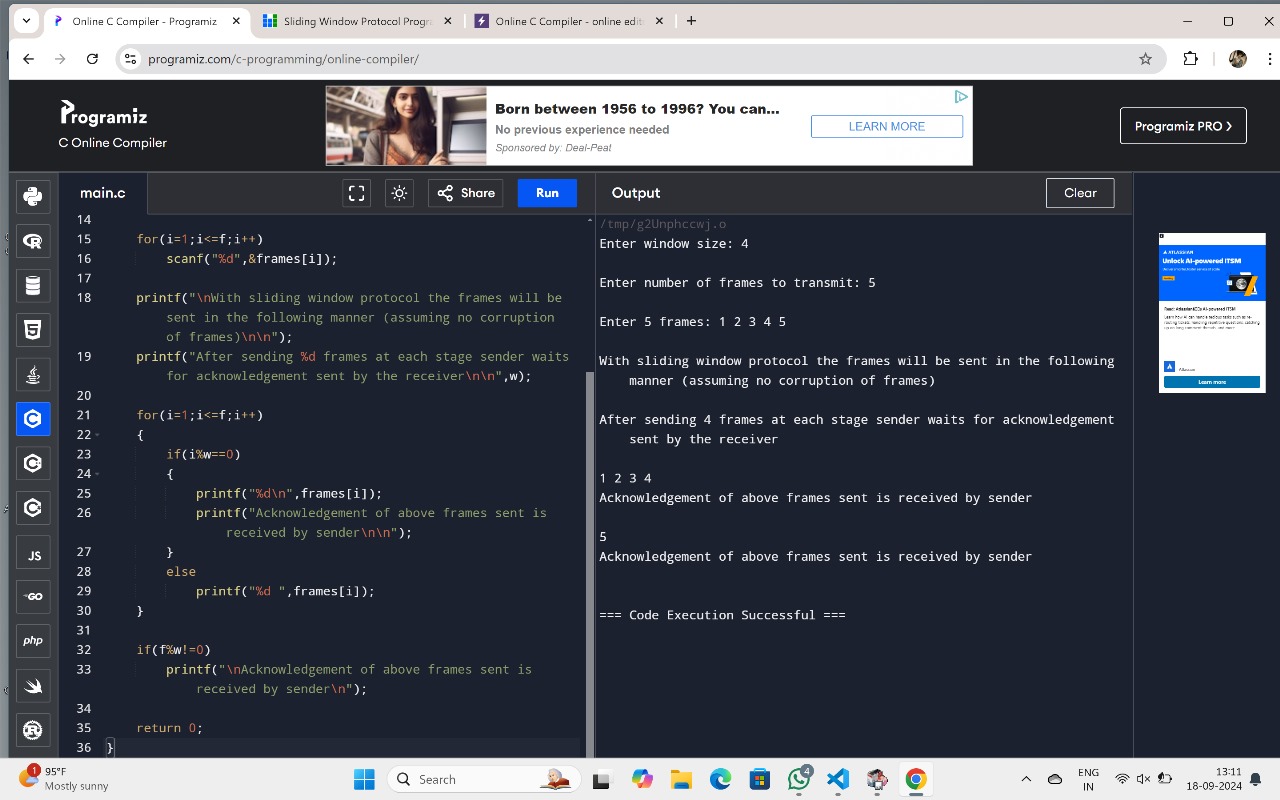 Online C Compiler - Programiz
Sliding Window Protocol Progr
Online C Compiler - online edit
programiz.com/c-programming/online-compiler/
Programiz
C Online Compiler
Born between 1956 to 1996? You can...
No previous experience needed
Sponsored by: Deal-Peat
LEARN MORE
Programiz PRO >
main.c
Share
Run
Output
Clear
14
15 for(i=1;i<=f;i++)
16 scanf("%d",&frames[i]);
17
18 printf("\nWith sliding window protocol the frames will be
sent in the following manner (assuming no corruption
of frames)\n\n");
19 printf("After sending %d frames at each stage sender waits
for acknowledgement sent by the receiver\n\n",w);
20
21 for(i=1;i<=f;i++)
22 {
23 if(i%w==0)
24 {
25 printf("%d\n",frames[i]);
26 printf("Acknowledgement of above frames sent is
received by sender\n\n");
27 }
28 else
29 printf("%d ",frames[i]);
30 }
31
32 if(f%w!=0)
33 printf("\nAcknowledgement of above frames sent is
received by sender\n");
34
35 return 0;
36 }
/tmp/g2Unphccwj.o
Enter window size: 4
Enter number of frames to transmit: 5
Enter 5 frames: 1 2 3 4 5
With sliding window protocol the frames will be sent in the following
manner (assuming no corruption of frames)
After sending 4 frames at each stage sender waits for acknowledgement
sent by the receiver
1 2 3 4
Acknowledgement of above frames sent is received by sender
5
Acknowledgement of above frames sent is received by sender
=== Code Execution Successful ===
R
5
C
JS
GO
php
ATLASSIAN
Unlock AI-powered ITSM
Atlassian
Learn more
1
95°F
Mostly sunny
Search
4
ENG
IN
13:11
18-09-2024